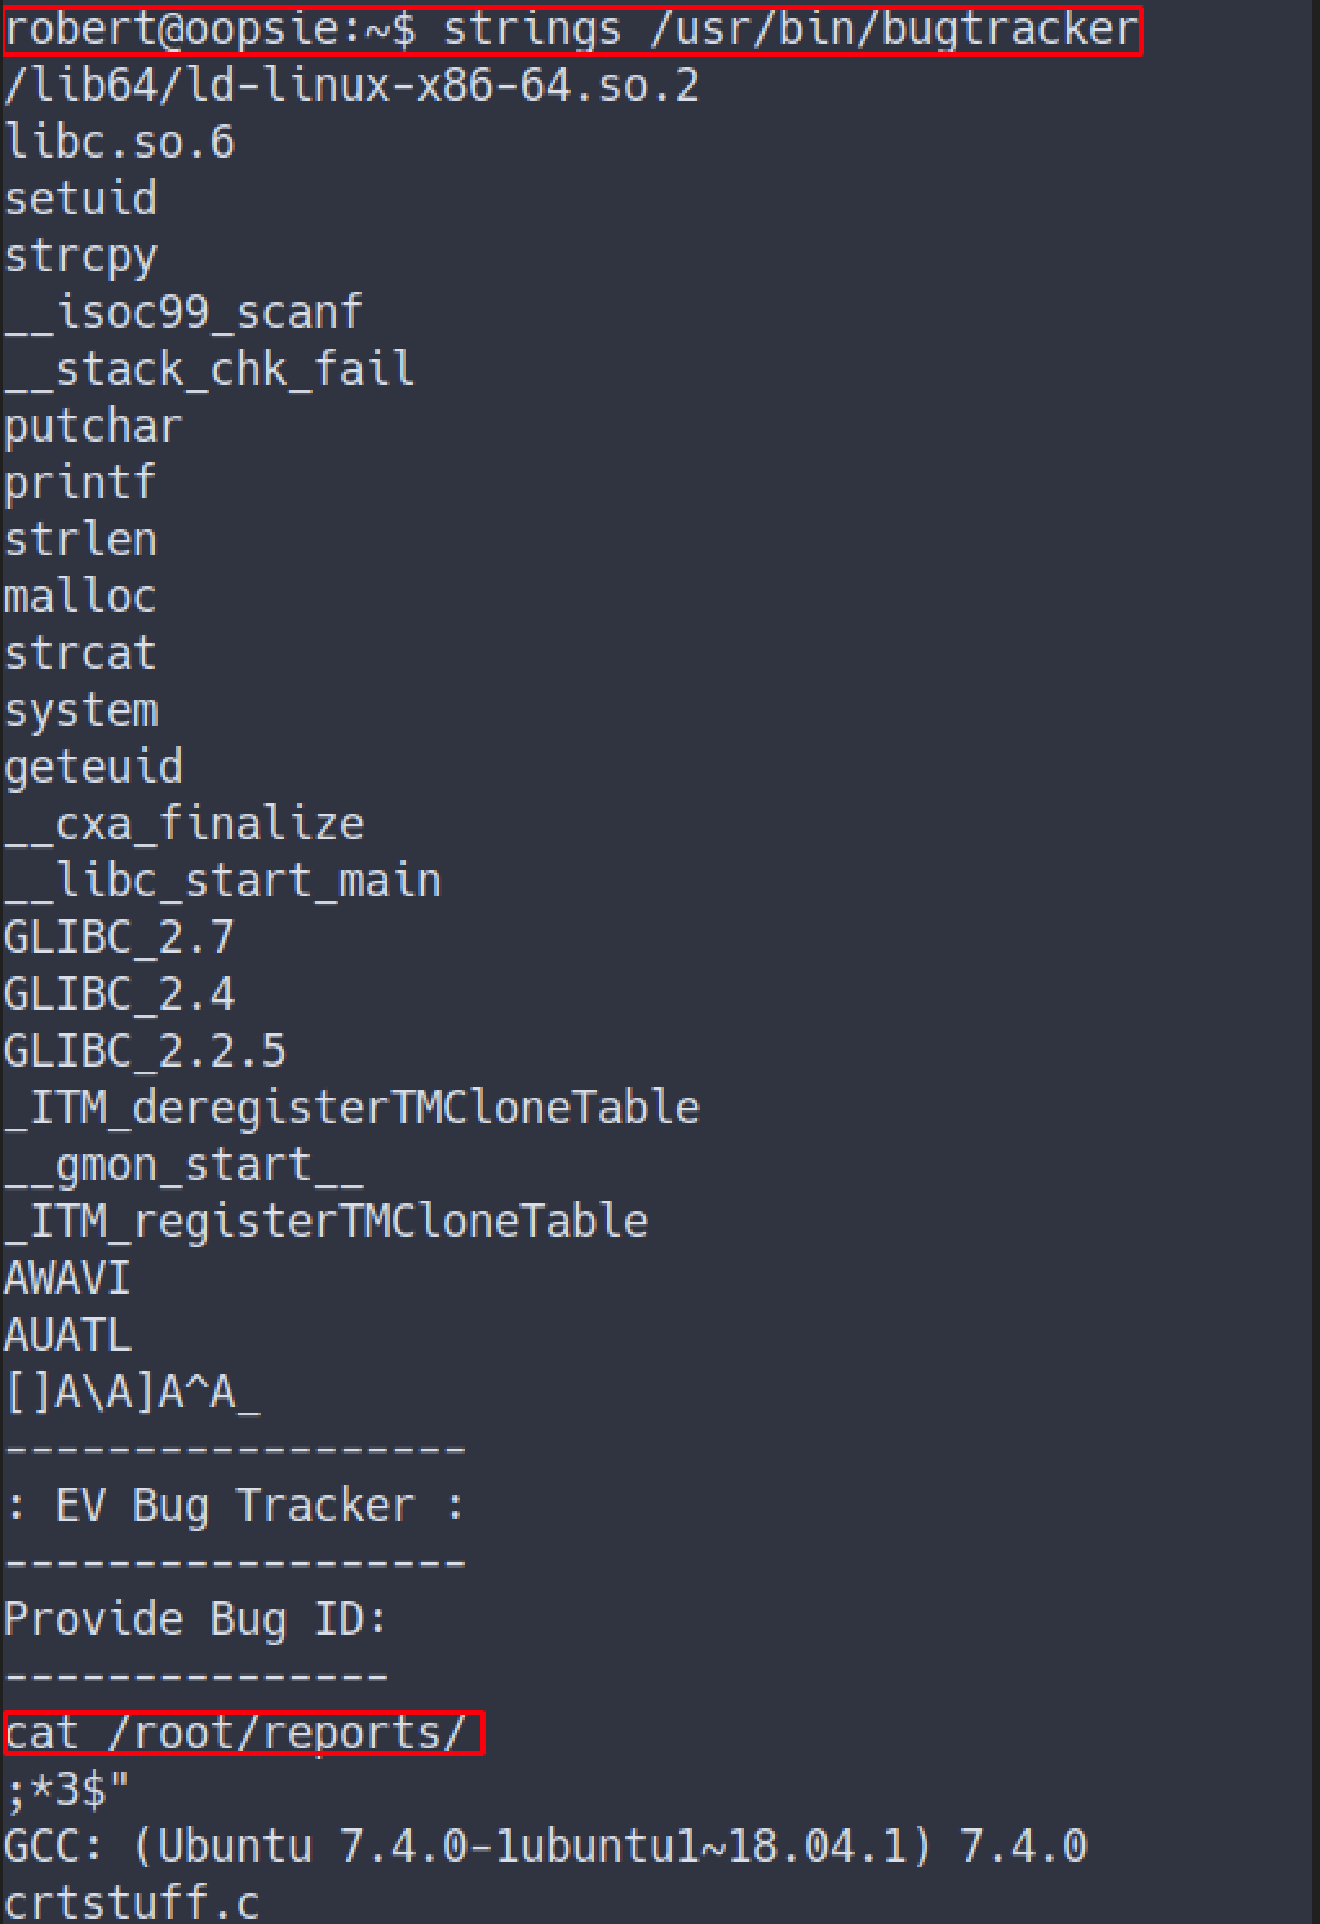 robert@oopsie:~$ strings /usr/bin/bugtracker
/lib64/ld-linux-x86-64.so.2
libc.so.6
setuid
strcpy
__isoc99_scanf
__stack_chk_fail
putchar
printf
strlen
malloc
strcat
system
geteuid
__cxa_finalize
__libc_start_main
GLIBC_2.7
GLIBC_2.4
GLIBC_2.2.5
_ITM_deregisterTMCloneTable
__gmon_start__
_ITM_registerTMCloneTable
AWAVI
AUATL
[]A\A]A^A_
------------------
: EV Bug Tracker :
------------------
Provide Bug ID:
---------------
cat /root/reports/
;*3$"
GCC: (Ubuntu 7.4.0-1ubuntu1~18.04.1) 7.4.0
crtstuff.c